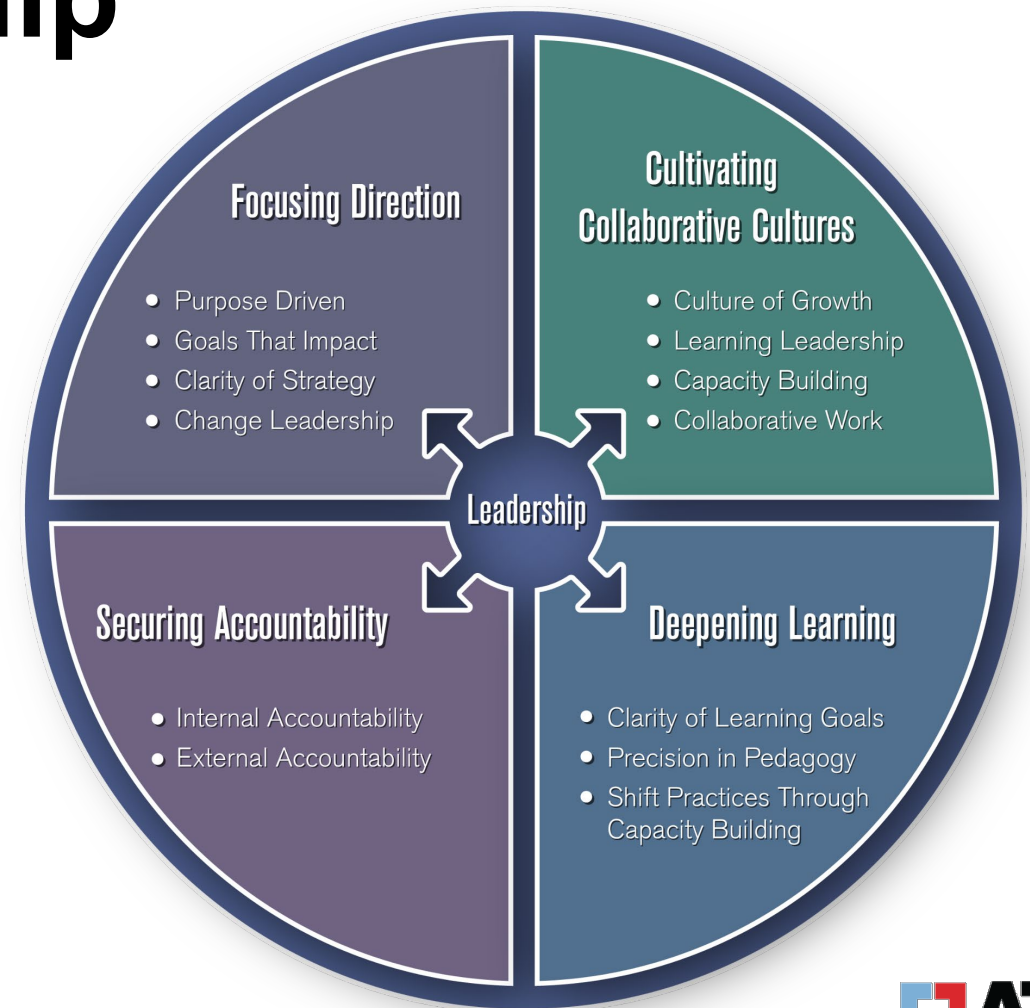 Focusing Direction
Purpose Driven
Goals That Impact
Clarity of Strategy
Change Leadership
Cultivating
Collaborative Cultures
Culture of Growth
Learning Leadership
Capacity Building
Collaborative Work
Leadership
Securing Accountability
Internal Accountability
External Accountability
Deepening Learning
Clarity of Learning Goals
Precision in Pedagogy
Shift Practices Through
Capacity Building